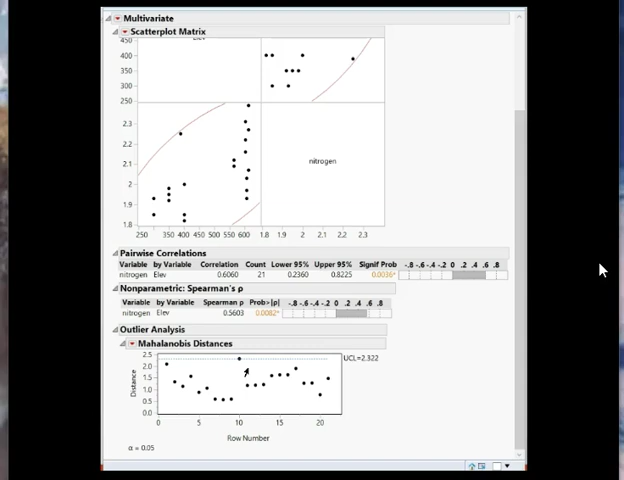 Multivariate
Scatterplot Matrix
450
400
350
300
250
2.3
2.2
2.1
2
1.9
1.8
nitrogen
250 300 350 400 450 500 550 600 1.8 1.9 2 2.1 2.2 2.3
Pairwise Correlations
Variable by Variable Correlation Count Lower 95% Upper 95% Signif Prob -.8 -.6 -.4 -.2 0 .2 .4 .6 .8
nitrogen Elev 0.6060 21 0.2360 0.8225 0.0036*
Nonparametric: Spearman's ρ
Variable by Variable Spearman ρ Prob>|ρ| -.8 -.6 -.4 -.2 0 .2 .4 .6 .8
nitrogen Elev 0.5603 0.0082*
Outlier Analysis
Mahalanobis Distances
2.5
2.0
1.5
1.0
0.5
0.0
Distance
UCL=2.322
0 5 10 15 20
Row Number
α = 0.05